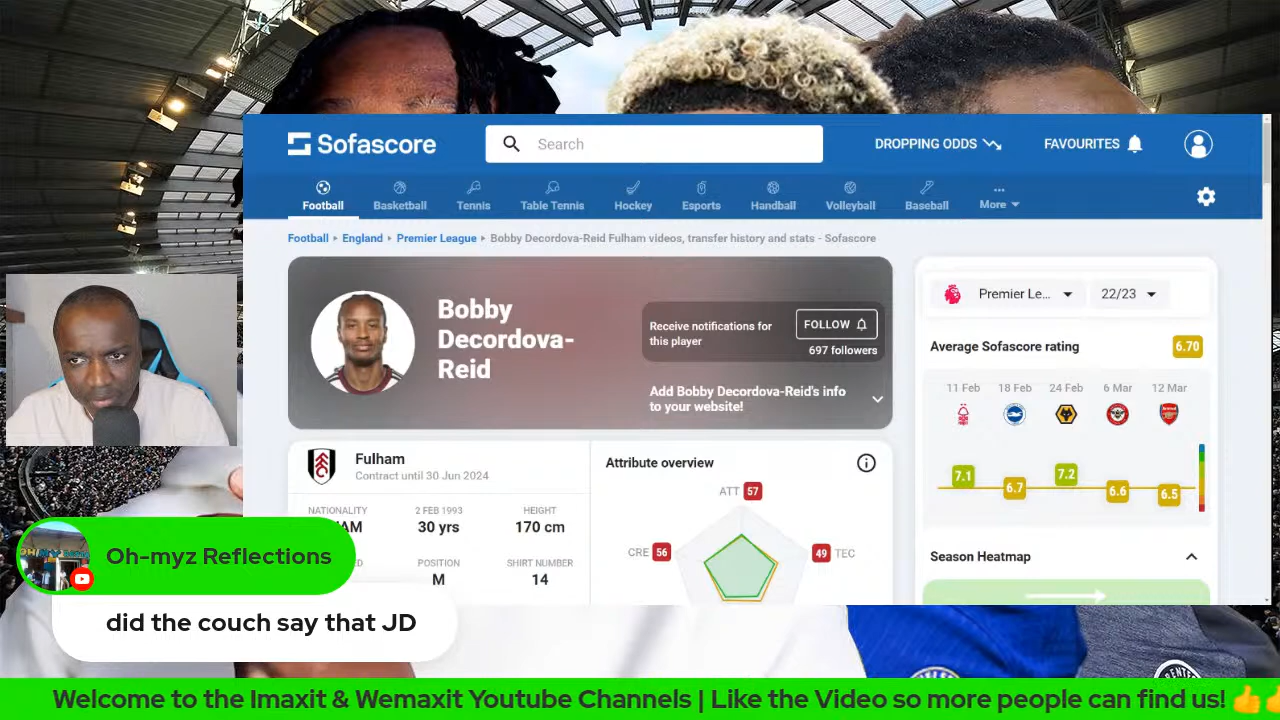 Sofascore
Search
DROPPING ODDS
FAVOURITES
Football
Basketball
Tennis
Table Tennis
Hockey
Esports
Handball
Volleyball
Baseball
More
Football
England
Premier League
Bobby Decordova-Reid Fulham videos, transfer history and stats - Sofascore
Bobby
Decordova-
Reid
Receive notifications for
this player
FOLLOW
697 followers
Add Bobby Decordova-Reid's info
to your website!
Premier Le...
22/23
Average Sofascore rating
6.70
11 Feb
18 Feb
24 Feb
6 Mar
12 Mar
7.1
6.7
7.2
6.6
6.5
Season Heatmap
Fulham
Contract until 30 Jun 2024
NATIONALITY
2 FEB 1993
HEIGHT
30 yrs
170 cm
POSITION
SHIRT NUMBER
M
14
Attribute overview
ATT 57
CRE 56
49 TEC
Oh-myz Reflections
did the couch say that JD
Welcome to the Imaxit & Wemaxit Youtube Channels | Like the Video so more people can find us! 👍